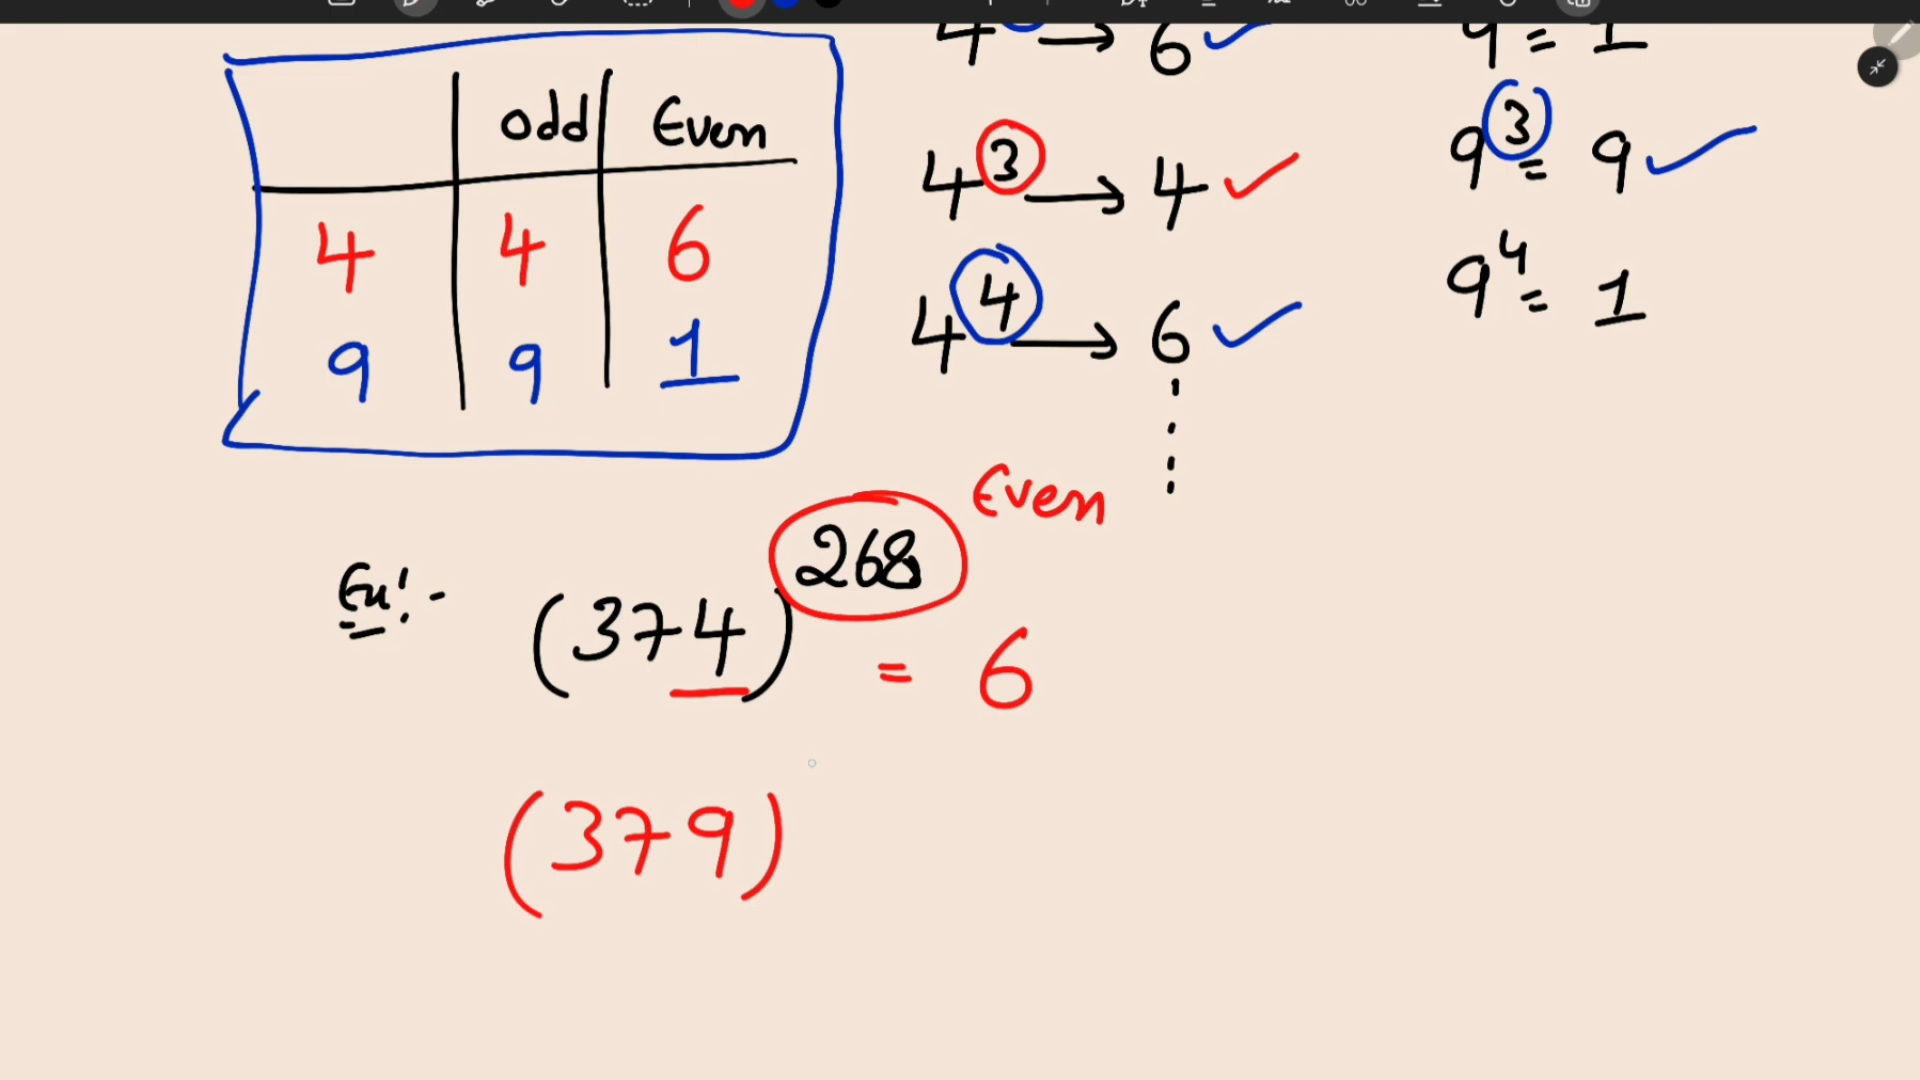 odd Even
4 4 6
9 9 1
4 → 6 ✓
4³ → 4 ✓
4⁴ → 6 ✓
9 = 1
9³ = 9 ✓
9⁴ = 1
Ex! - (374)²⁶⁸ = 6
Even
(379)